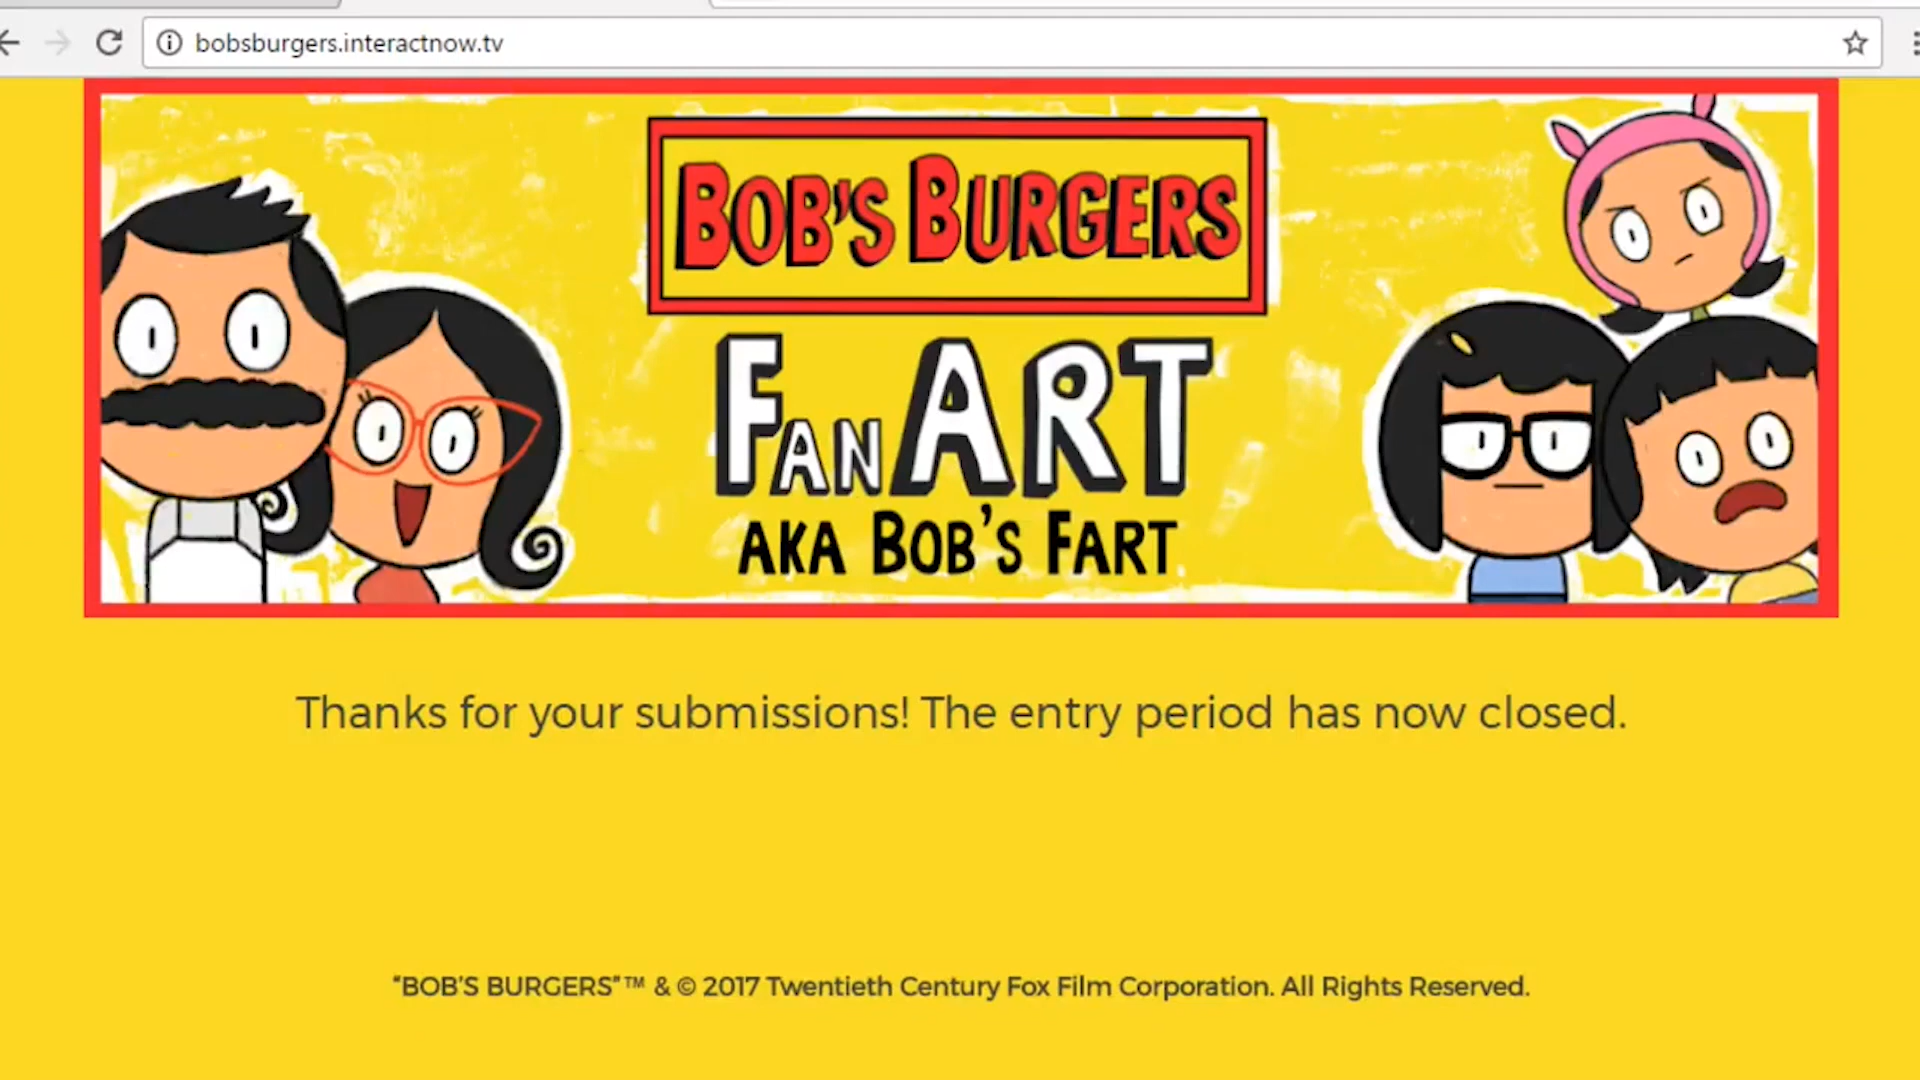 bobsburgers.interactnow.tv
BOB'S BURGERS
FAN ART
AKA BOB'S FART
Thanks for your submissions! The entry period has now closed.
"BOB'S BURGERS"™ & © 2017 Twentieth Century Fox Film Corporation. All Rights Reserved.